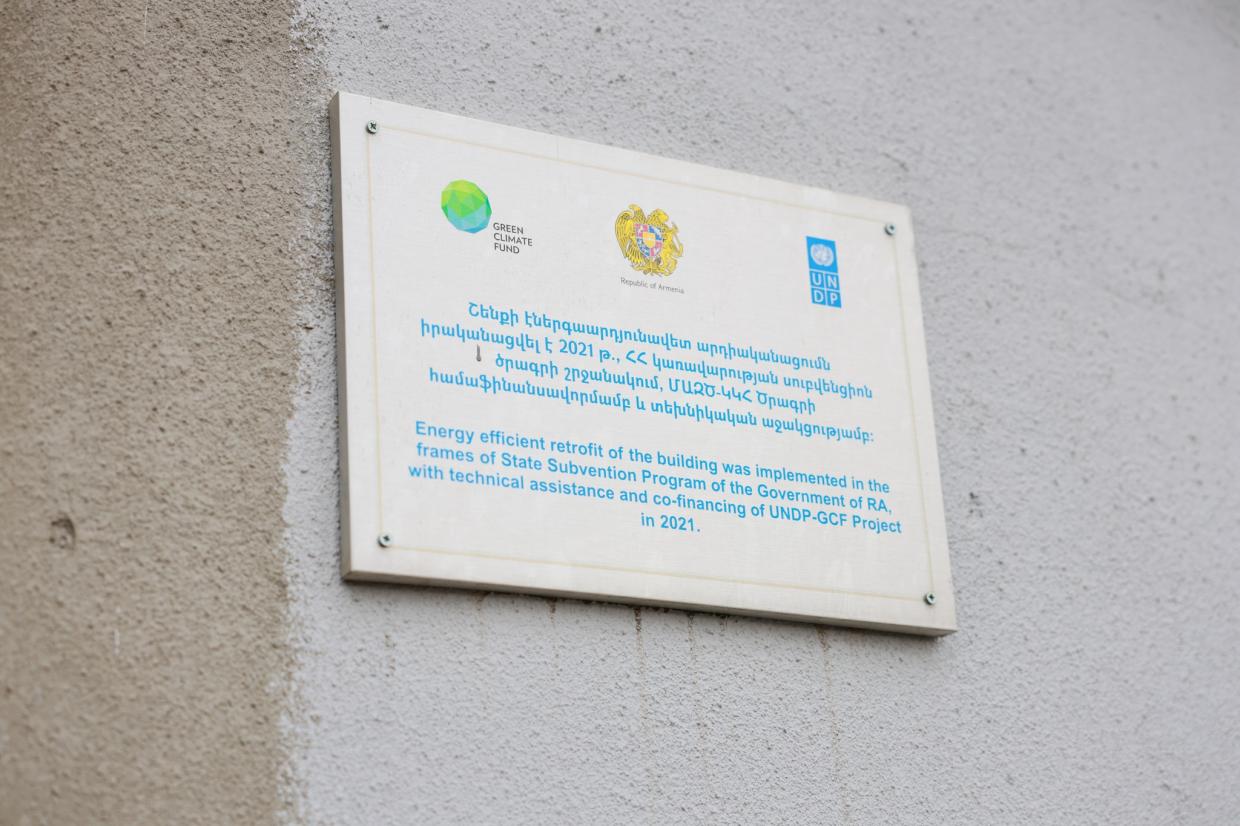 GREEN
CLIMATE
FUND
Republic of Armenia
UN
DP
Շենքի էներգաարդյունավետ արդիականացումն
իրականացվել է 2021 թ., ՀՀ կառավարության սուբվենցիոն
ծրագրի շրջանակում, ՄԱԶԾ-ԿԿՀ Ծրագրի
համաֆինանսավորմամբ և տեխնիկական աջակցությամբ:
Energy efficient retrofit of the building was implemented in the
frames of State Subvention Program of the Government of RA,
with technical assistance and co-financing of UNDP-GCF Project
in 2021.